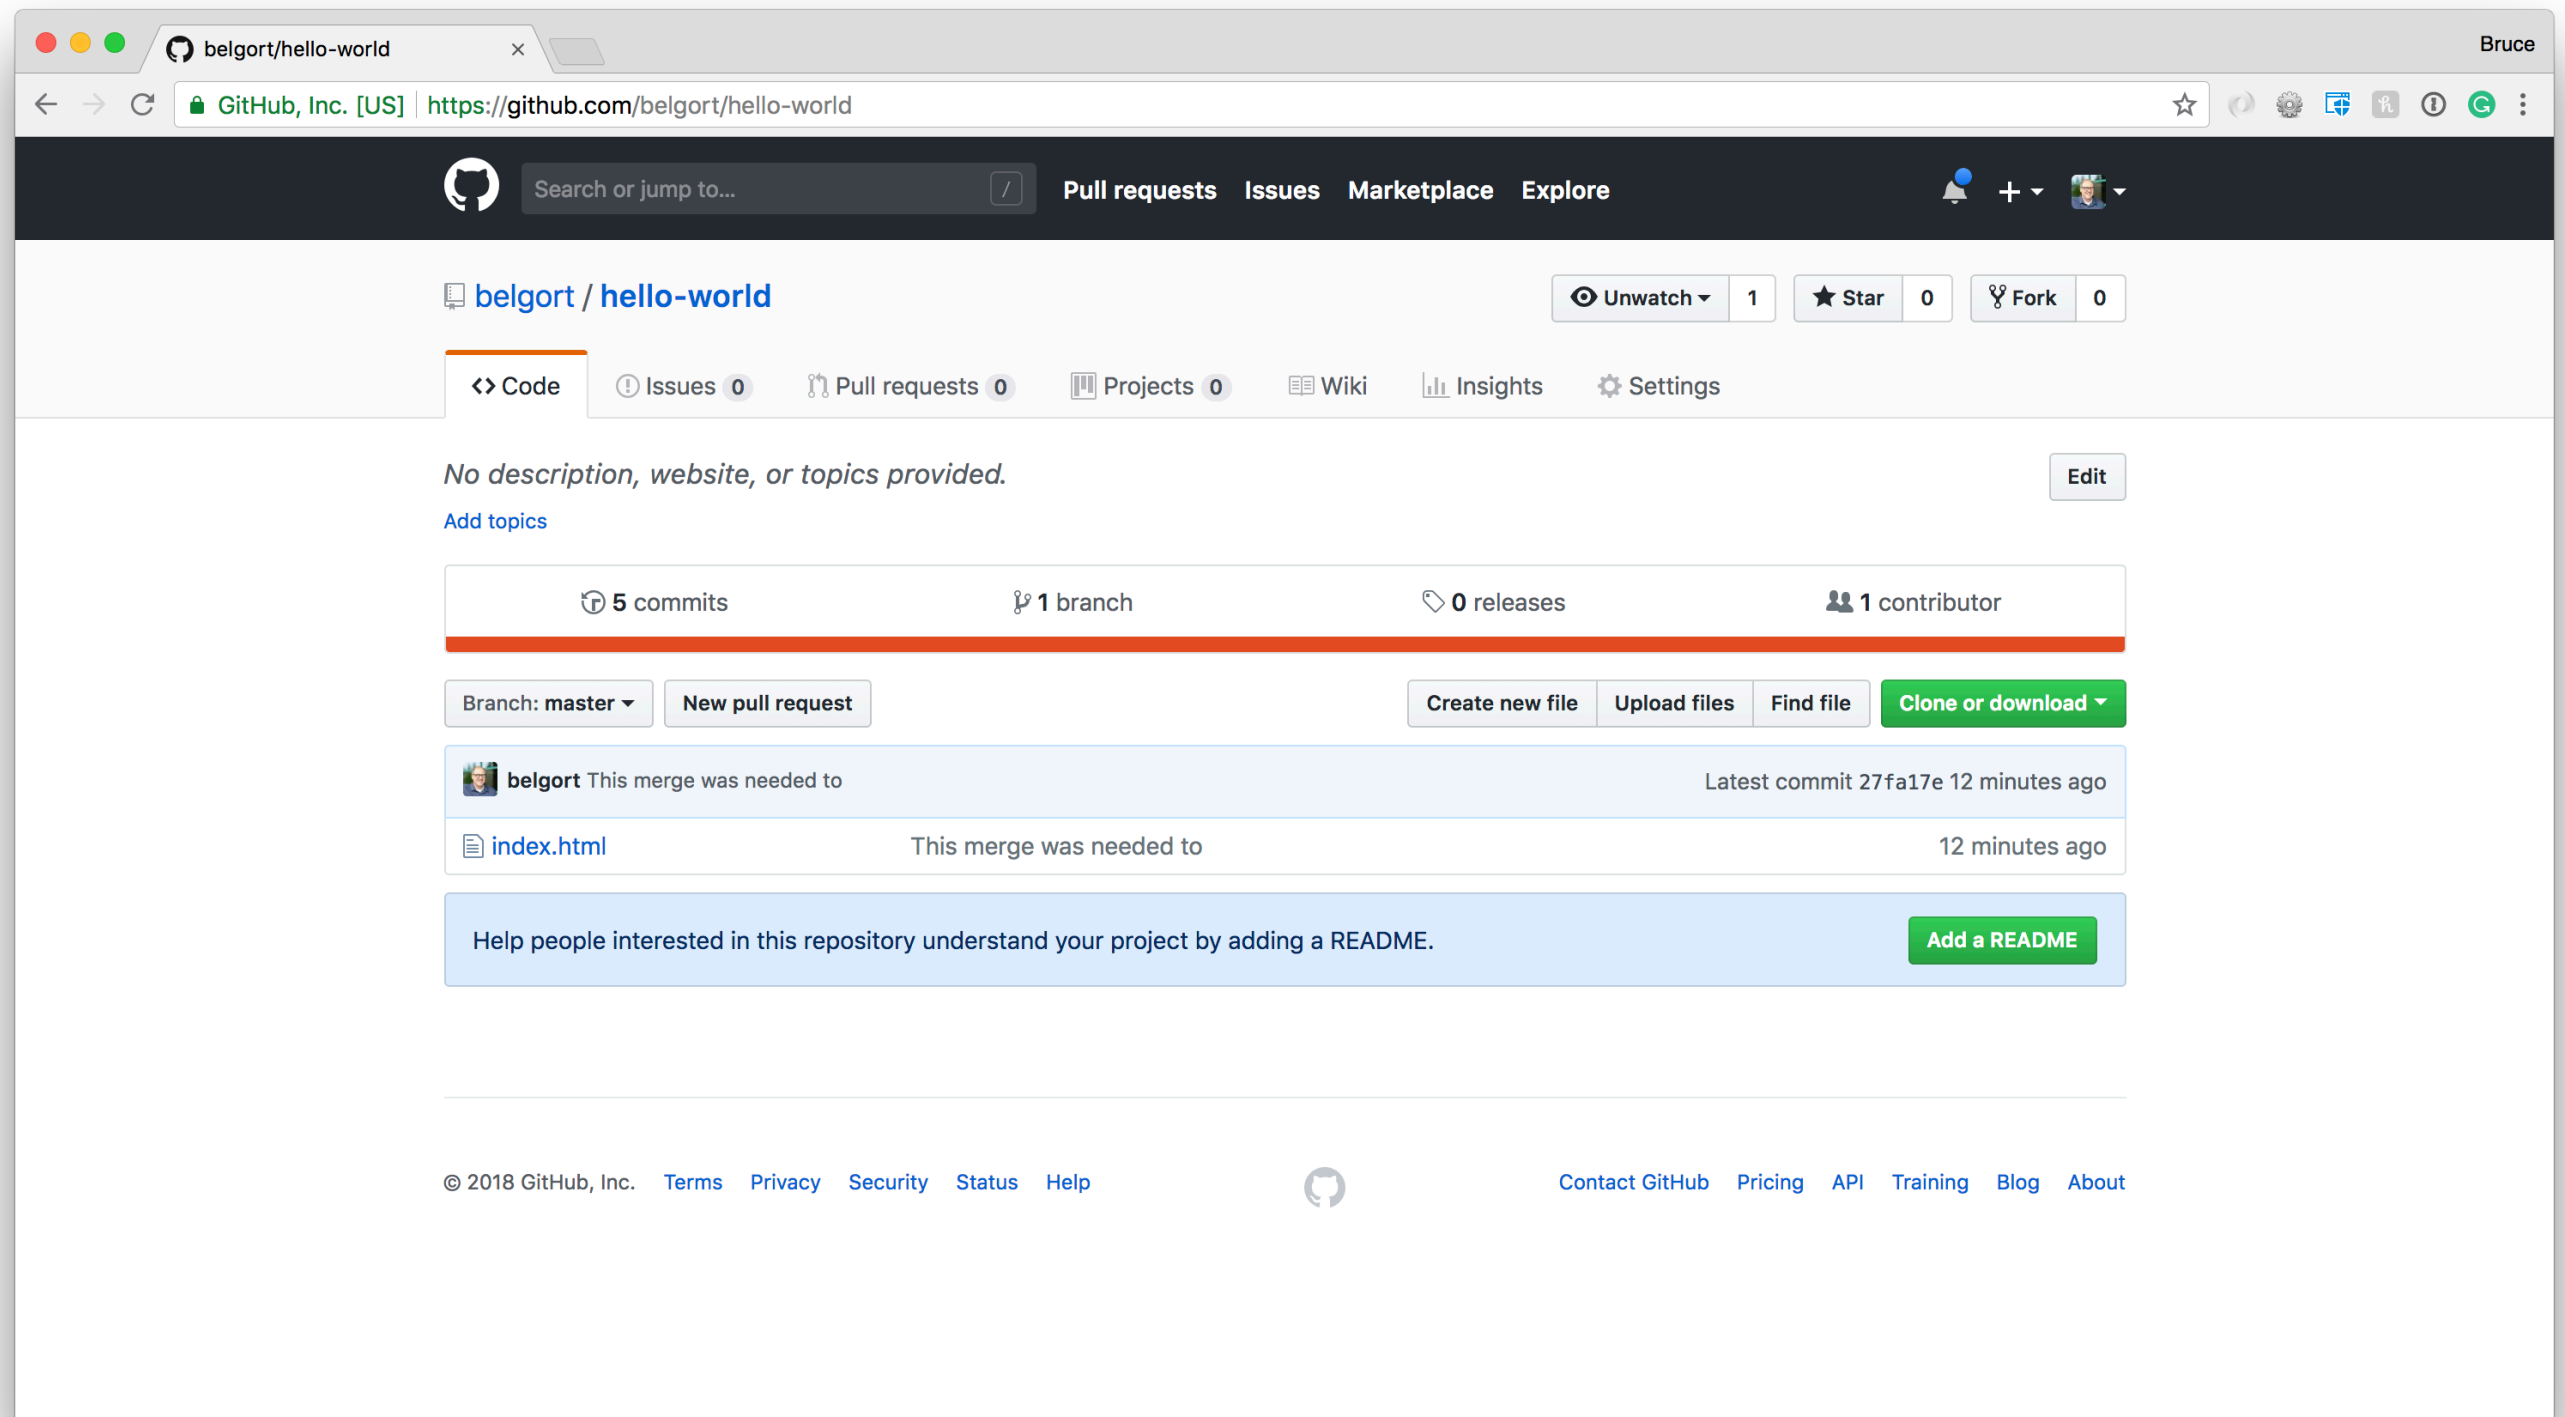 belgort/hello-world
Bruce
GitHub, Inc. [US] https://github.com/belgort/hello-world
Search or jump to... / Pull requests Issues Marketplace Explore
belgort / hello-world Unwatch 1 Star 0 Fork 0
Code Issues 0 Pull requests 0 Projects 0 Wiki Insights Settings
No description, website, or topics provided. Edit
Add topics
5 commits 1 branch 0 releases 1 contributor
Branch: master New pull request Create new file Upload files Find file Clone or download
belgort This merge was needed to Latest commit 27fa17e 12 minutes ago
index.html This merge was needed to 12 minutes ago
Help people interested in this repository understand your project by adding a README. Add a README
© 2018 GitHub, Inc. Terms Privacy Security Status Help Contact GitHub Pricing API Training Blog About